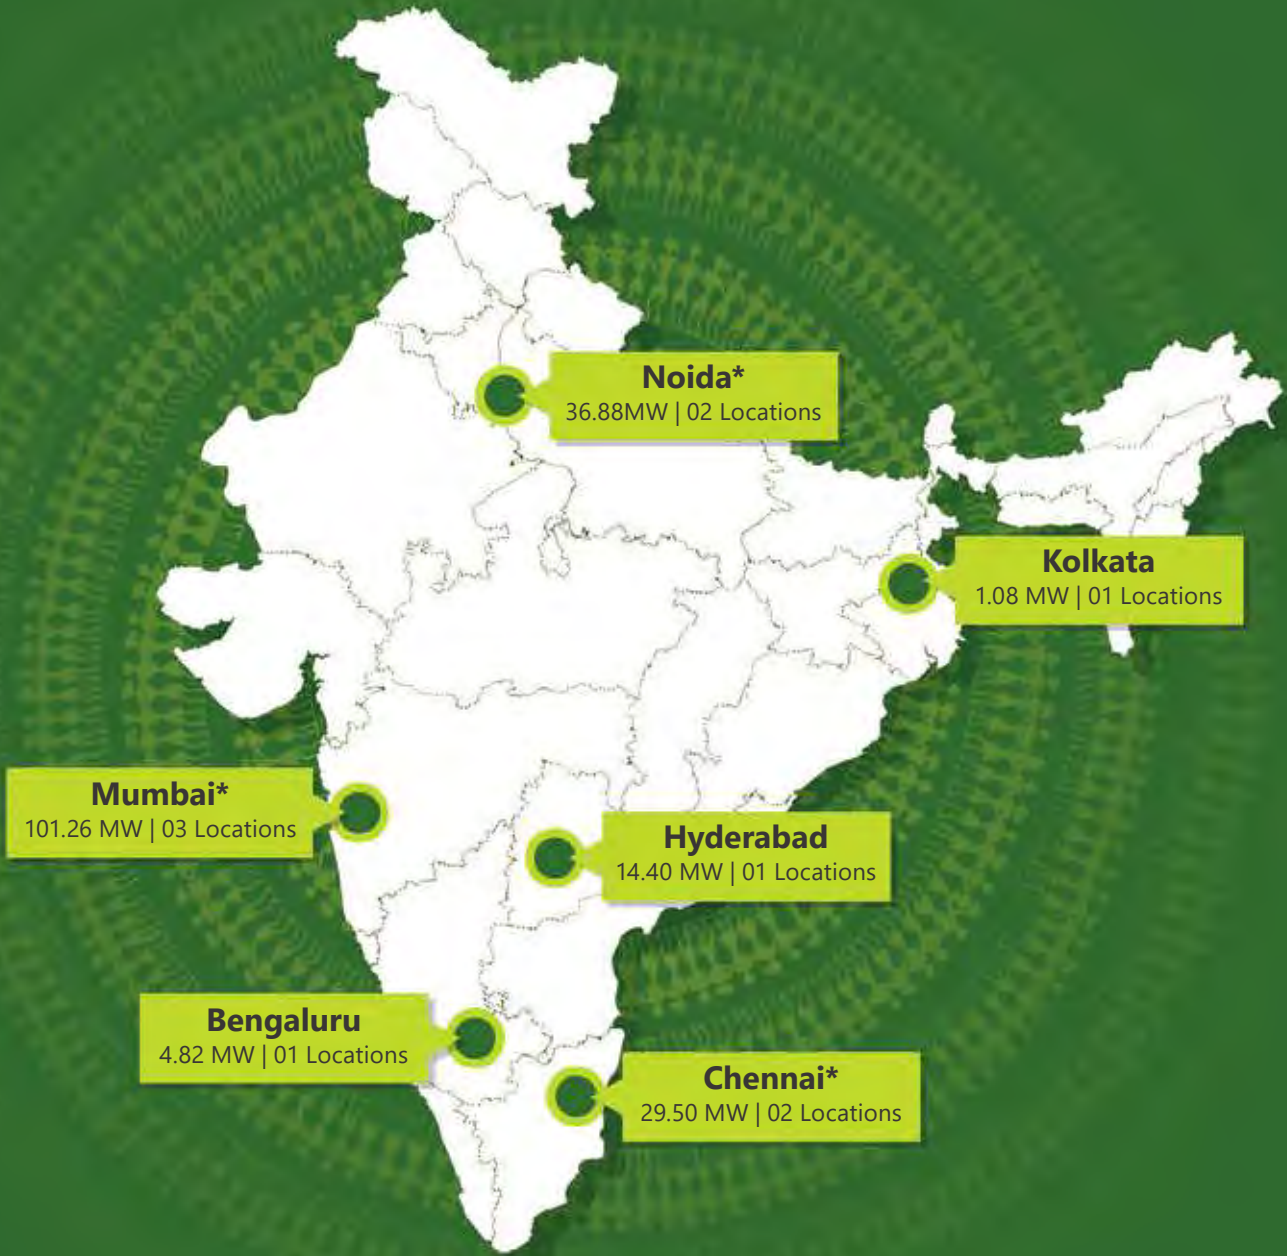 Noida*
36.88MW | 02 Locations
Kolkata
1.08 MW | 01 Locations
Mumbai*
101.26 MW | 03 Locations
Hyderabad
14.40 MW | 01 Locations
Bengaluru
4.82 MW | 01 Locations
Chennai*
29.50 MW | 02 Locations